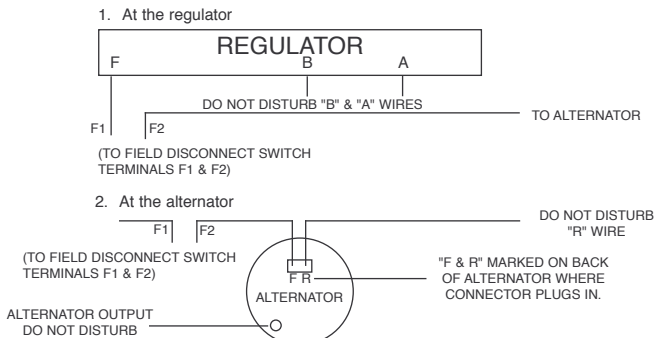 1. At the regulator
REGULATOR
F B A
DO NOT DISTURB "B" & "A" WIRES
TO ALTERNATOR
F1 F2
(TO FIELD DISCONNECT SWITCH
TERMINALS F1 & F2)
2. At the alternator
F1 F2
DO NOT DISTURB
"R" WIRE
(TO FIELD DISCONNECT SWITCH
TERMINALS F1 & F2)
F R
ALTERNATOR
"F & R" MARKED ON BACK
OF ALTERNATOR WHERE
CONNECTOR PLUGS IN.
ALTERNATOR OUTPUT
DO NOT DISTURB